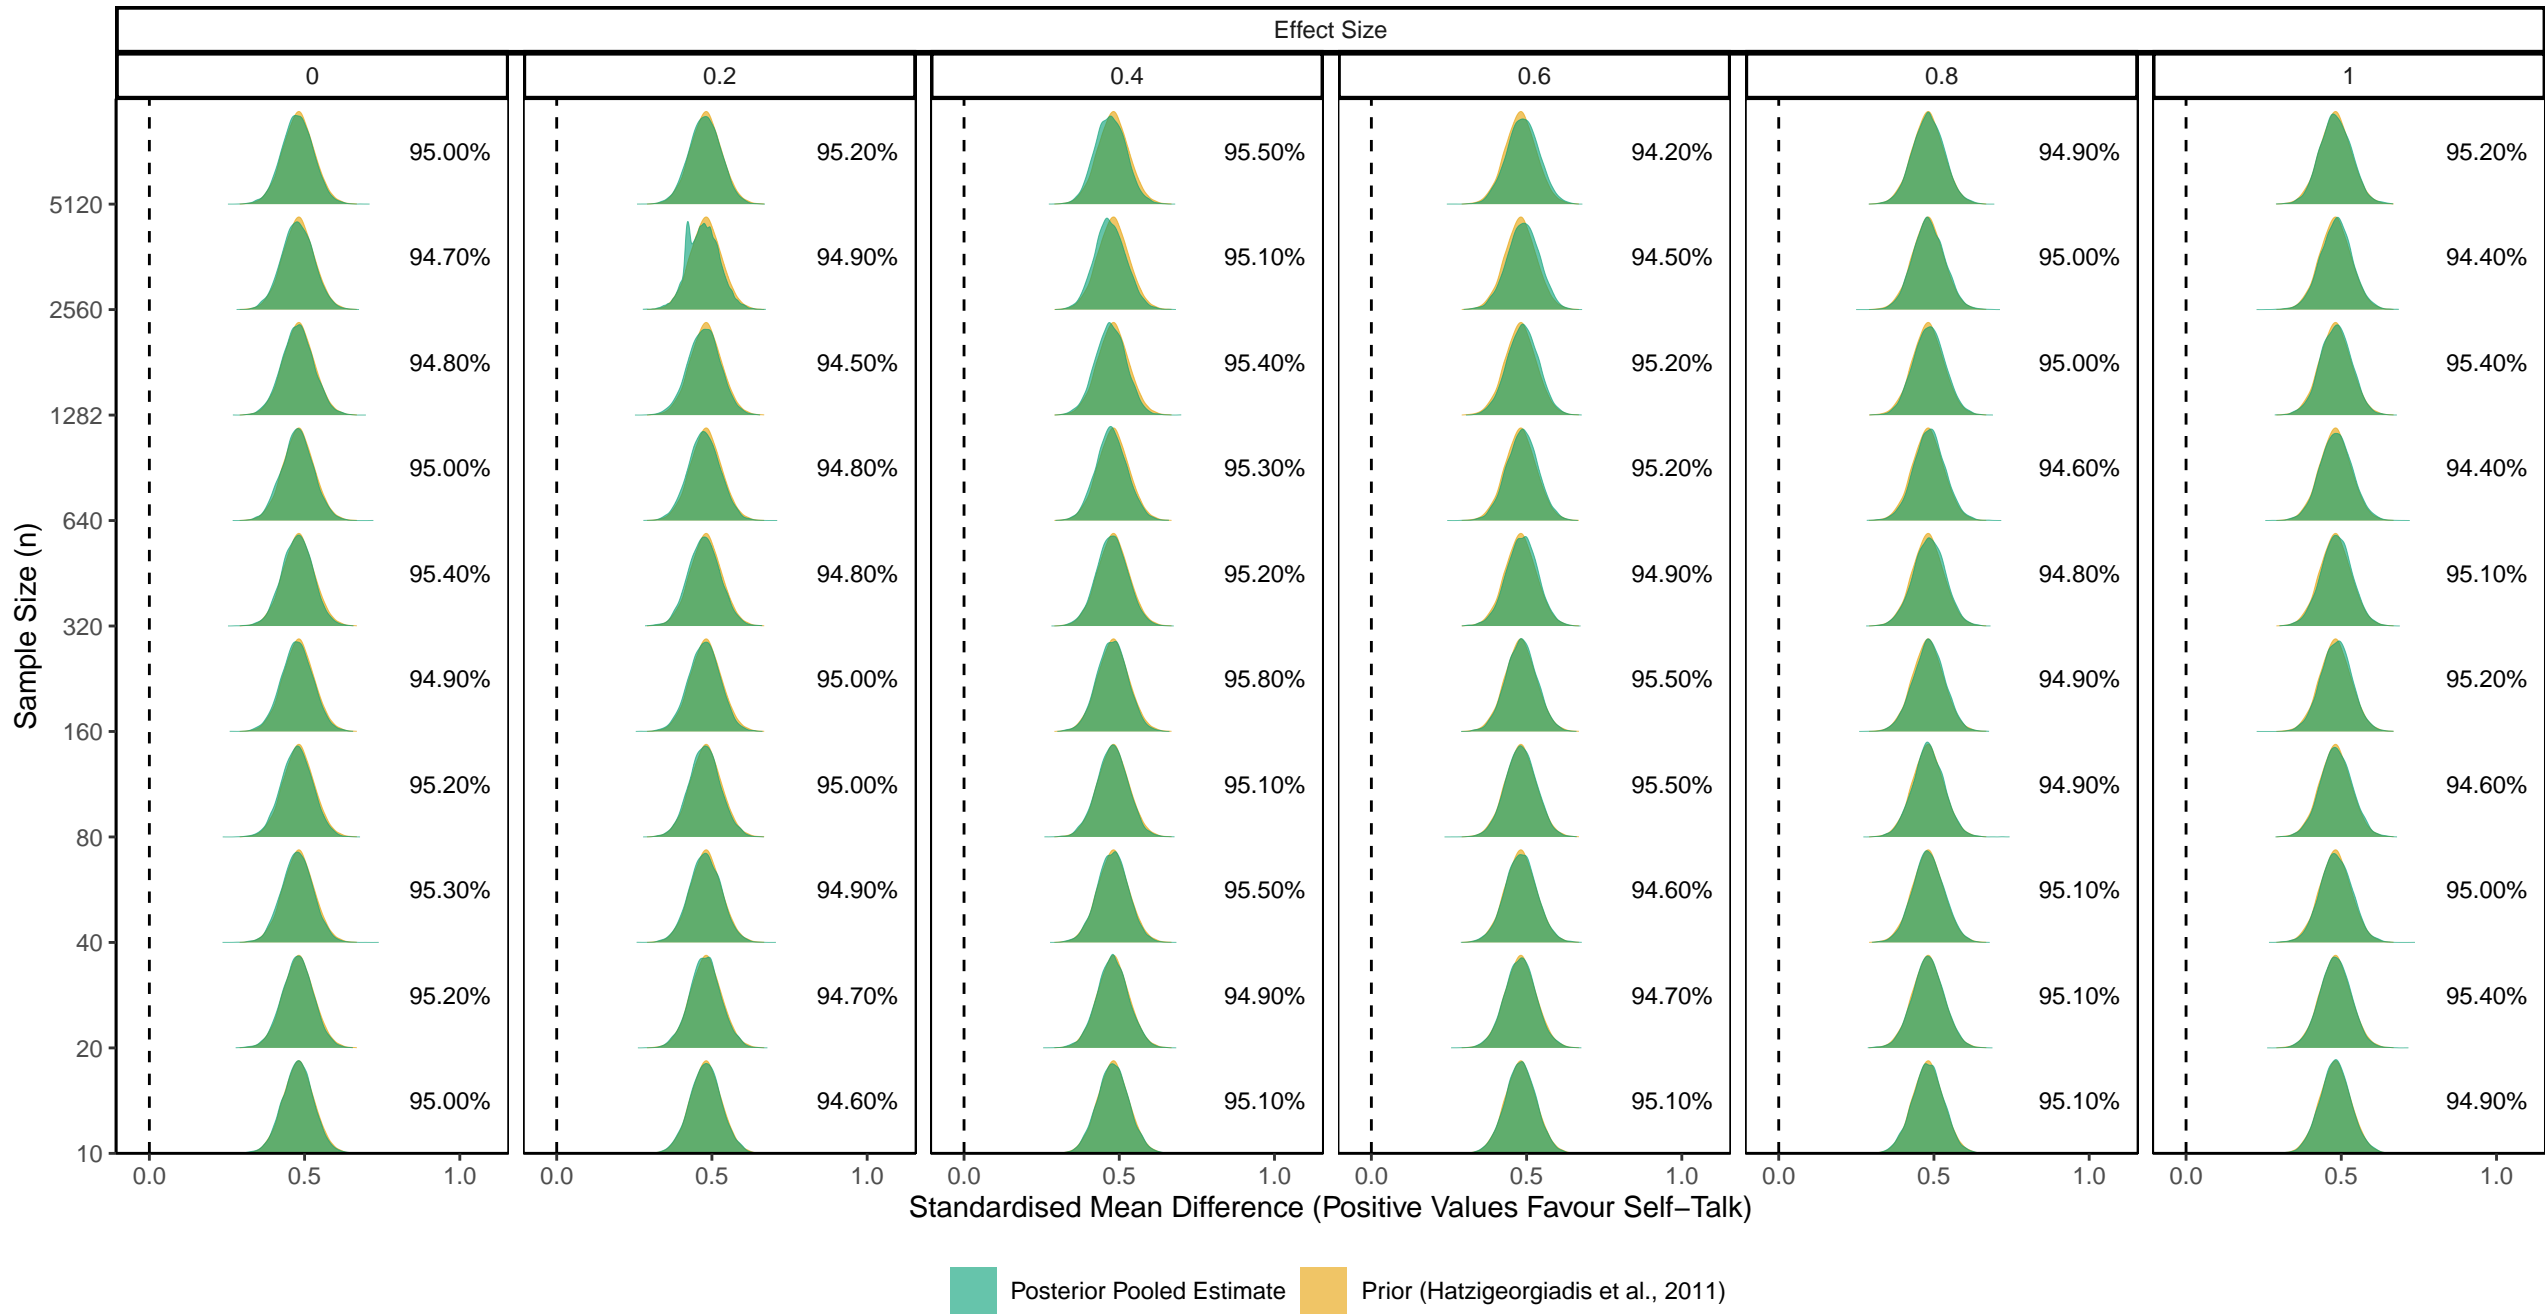 Effect Size
0 0.2 0.4 0.6 0.8 1
95.00% 95.20% 95.50% 94.20% 94.90% 95.20%
5120
94.70% 94.90% 95.10% 94.50% 95.00% 94.40%
2560
94.80% 94.50% 95.40% 95.20% 95.00% 95.40%
1282
95.00% 94.80% 95.30% 95.20% 94.60% 94.40%
640
95.40% 94.80% 95.20% 94.90% 94.80% 95.10%
320
94.90% 95.00% 95.80% 95.50% 94.90% 95.20%
160
95.20% 95.00% 95.10% 95.50% 94.90% 94.60%
80
95.30% 94.90% 95.50% 94.60% 95.10% 95.00%
40
95.20% 94.70% 94.90% 94.70% 95.10% 95.40%
20
95.00% 94.60% 95.10% 95.10% 95.10% 94.90%
10
Sample Size (n)
0.0 0.5 1.0 0.0 0.5 1.0 0.0 0.5 1.0 0.0 0.5 1.0 0.0 0.5 1.0 0.0 0.5 1.0
Standardised Mean Difference (Positive Values Favour Self−Talk)
Posterior Pooled Estimate Prior (Hatzigeorgiadis et al., 2011)